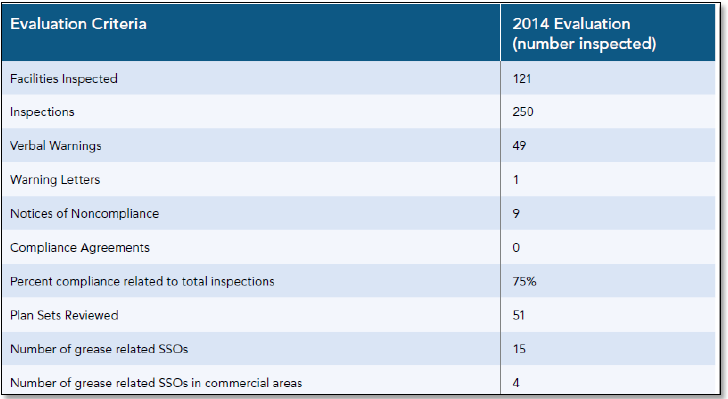 Evaluation Criteria 2014 Evaluation
(number inspected)
Facilities Inspected 121
Inspections 250
Verbal Warnings 49
Warning Letters 1
Notices of Noncompliance 9
Compliance Agreements 0
Percent compliance related to total inspections 75%
Plan Sets Reviewed 51
Number of grease related SSOs 15
Number of grease related SSOs in commercial areas 4